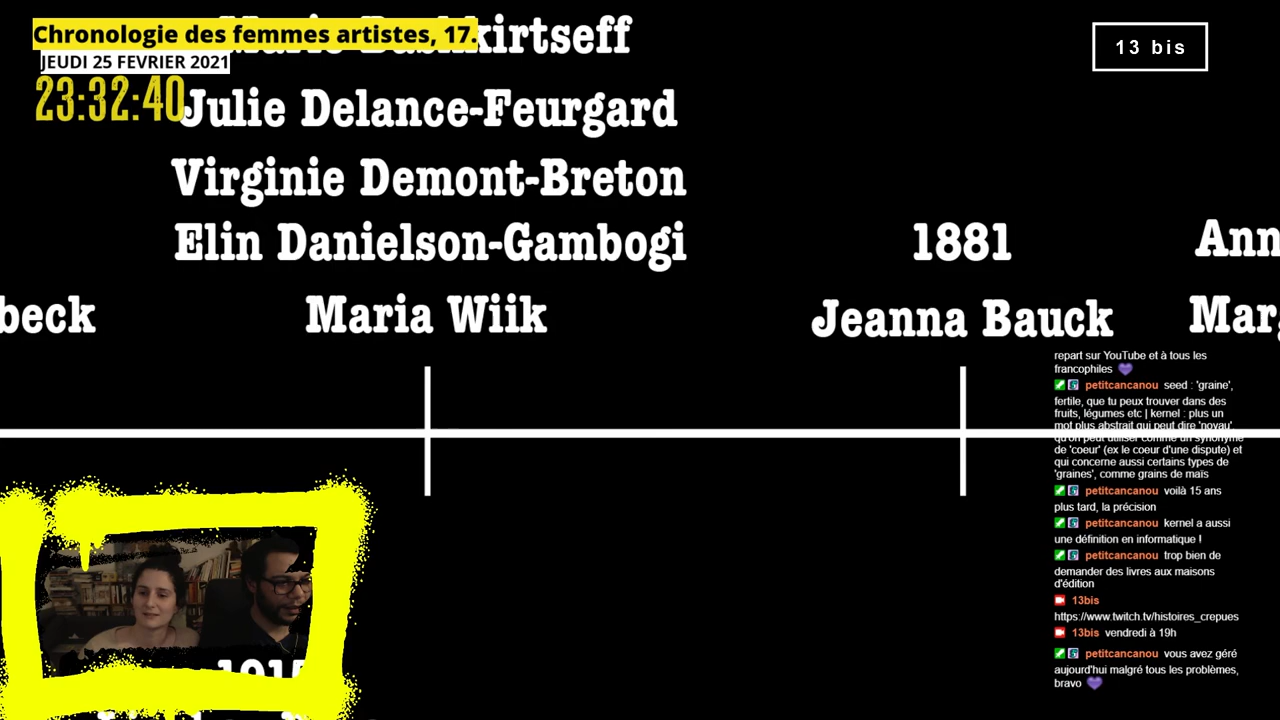 Chronologie des femmes artistes, 17.
JEUDI 25 FEVRIER 2021
23:32:40
13 bis
kirtseff
Julie Delance-Feurgard
Virginie Demont-Breton
Elin Danielson-Gambogi
1881
Ann
beck
Maria Wiik
Jeanna Bauck
Marg
repart sur YouTube et à tous les
francophiles 💜
petitcancanou seed : 'graine',
fertile, que tu peux trouver dans des
fruits, légumes etc | kernel : plus un
mot plus abstrait qui peut dire 'noyau',
qu'on peut utiliser comme un synonyme
de 'coeur' (ex le coeur d'une dispute) et
qui concerne aussi certains types de
'graines', comme grains de maïs
petitcancanou voilà 15 ans
plus tard, la précision
petitcancanou kernel a aussi
une définition en informatique !
petitcancanou trop bien de
demander des livres aux maisons
d'édition
13bis
https://www.twitch.tv/histoires_crepues
13bis vendredi à 19h
petitcancanou vous avez géré
aujourd'hui malgré tous les problèmes,
bravo 💜
1915